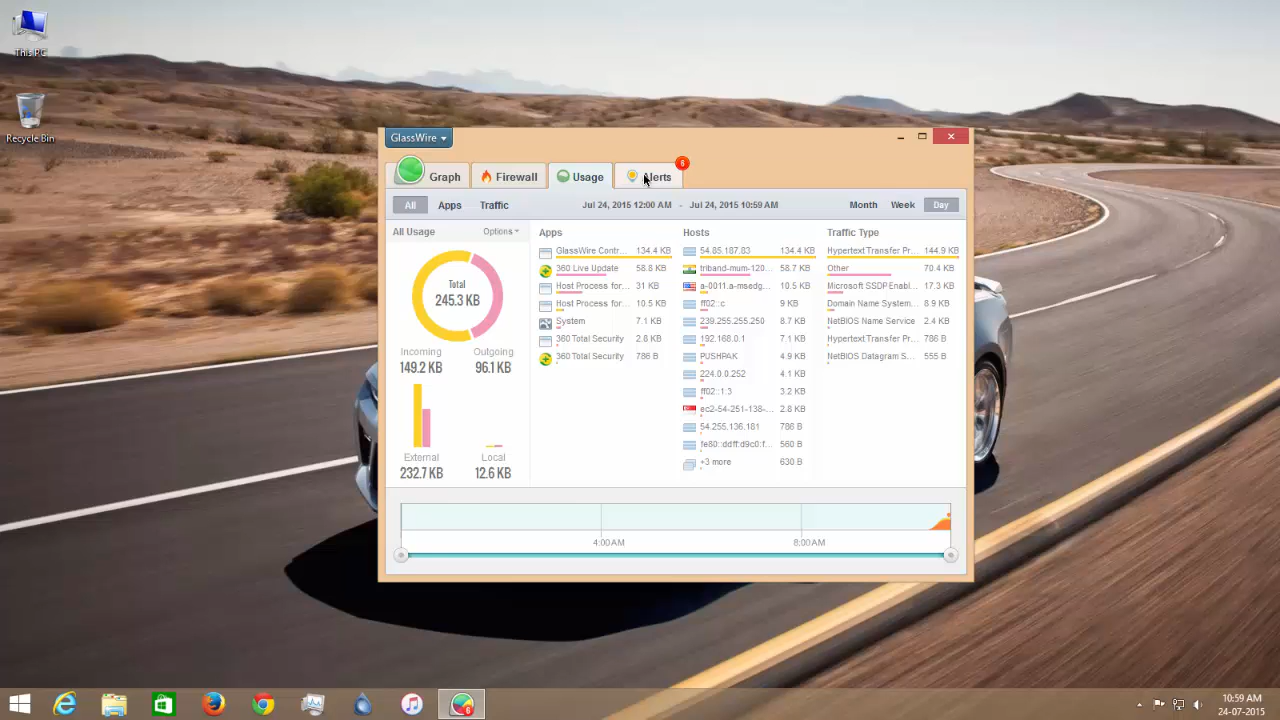 This PC
Recycle Bin
GlassWire
6
Graph
Firewall
Usage
Alerts
All
Apps
Traffic
Jul 24, 2015 12:00 AM - Jul 24, 2015 10:59 AM
Month
Week
Day
All Usage
Options
Total
245.3 KB
Incoming
149.2 KB
Outgoing
96.1 KB
External
232.7 KB
Local
12.6 KB
Apps
GlassWire Contr... 134.4 KB
360 Live Update 58.8 KB
Host Process for... 31 KB
Host Process for... 10.5 KB
System 7.1 KB
360 Total Security 2.8 KB
360 Total Security 786 B
Hosts
54.85.187.83 134.4 KB
triband-mum-120... 58.7 KB
a-0011.a-msedg... 10.5 KB
ff02::c 9 KB
239.255.255.250 8.7 KB
192.168.0.1 7.1 KB
PUSHPAK 4.9 KB
224.0.0.252 4.1 KB
ff02::1:3 3.2 KB
ec2-54-251-138-... 2.8 KB
54.255.136.181 786 B
fe80::ddff:d9c0:f... 560 B
+3 more 630 B
Traffic Type
Hypertext Transfer Pr... 144.9 KB
Other 70.4 KB
Microsoft SSDP Enabl... 17.3 KB
Domain Name System... 8.9 KB
NetBIOS Name Service 2.4 KB
Hypertext Transfer Pr... 786 B
NetBIOS Datagram S... 555 B
4:00AM
8:00AM
6
10:59 AM
24-07-2015